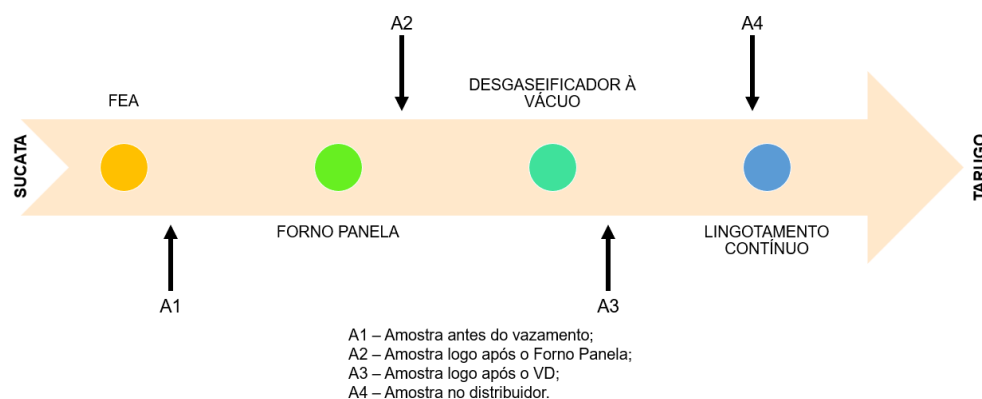 A2
A4
FEA
DESGASEIFICADOR À
VÁCUO
SUCATA
TARUGO
FORNO PANELA
LINGOTAMENTO
CONTÍNUO
A1
A3
A1 – Amostra antes do vazamento;
A2 – Amostra logo após o Forno Panela;
A3 – Amostra logo após o VD;
A4 – Amostra no distribuidor.